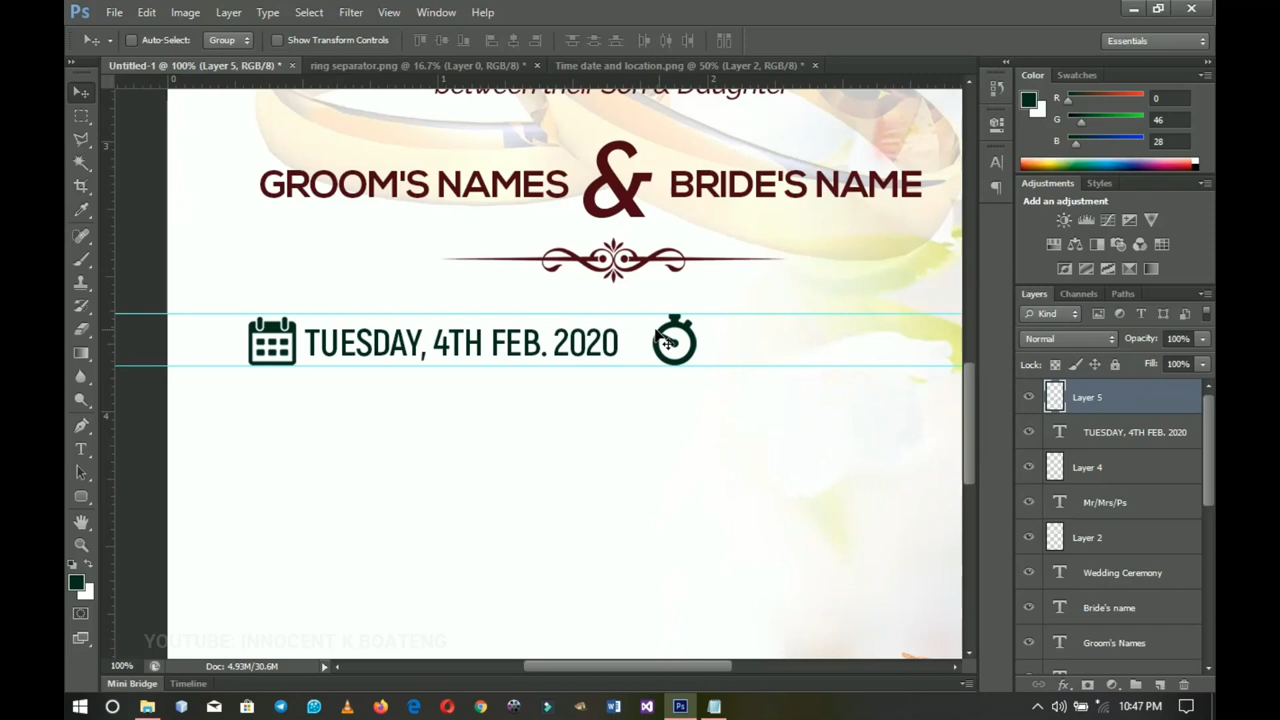 Ps File Edit Image Layer Type Select Filter View Window Help
Auto-Select: Group Show Transform Controls Essentials
Untitled-1 @ 100% (Layer 5, RGB/8) * × ring separator.png @ 16.7% (Layer 0, RGB/8) * × Time date and location.png @ 50% (Layer 2, RGB/8) * ×
0 1 2
3
4
between their Son & Daughter
GROOM'S NAMES & BRIDE'S NAME
TUESDAY, 4TH FEB. 2020
YOUTUBE: INNOCENT K BOATENG
Color Swatches
R 0
G 46
B 28
Adjustments Styles
Add an adjustment
Layers Channels Paths
Kind
Normal Opacity: 100%
Lock: Fill: 100%
Layer 5
TUESDAY, 4TH FEB. 2020
Layer 4
Mr/Mrs/Ps
Layer 2
Wedding Ceremony
Bride's name
Groom's Names
100% Doc: 4.93M/30.6M
Mini Bridge Timeline
10:47 PM